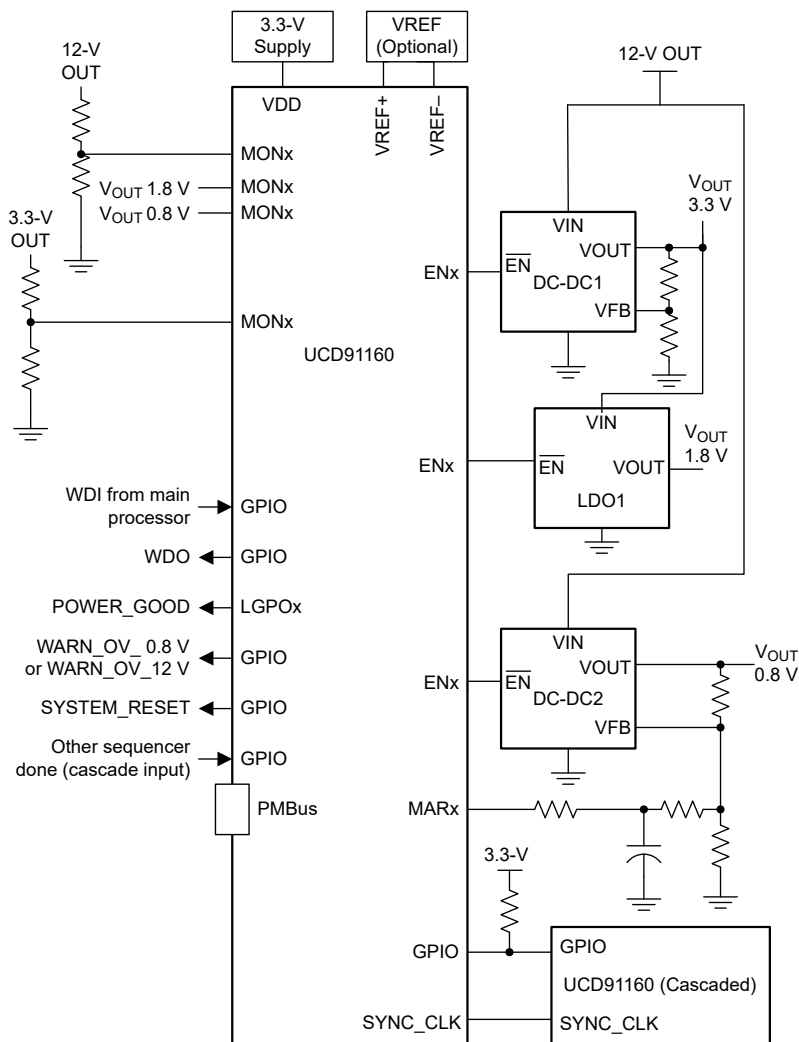 3.3-V
Supply
VREF
(Optional)
12-V
OUT
12-V OUT
VDD
VREF+
VREF–
MONx
VOUT 1.8 V
MONx
VOUT 0.8 V
MONx
3.3-V
OUT
MONx
UCD91160
VOUT
3.3 V
VIN
VOUT
ENx
EN
DC-DC1
VFB
VIN
VOUT
1.8 V
ENx
EN
VOUT
LDO1
WDI from main
processor
GPIO
WDO
GPIO
POWER_GOOD
LGPOx
WARN_OV_ 0.8 V
or WARN_OV_12 V
GPIO
SYSTEM_RESET
GPIO
Other sequencer
done (cascade input)
GPIO
PMBus
VIN
VOUT
VOUT
0.8 V
ENx
EN
DC-DC2
VFB
MARx
3.3-V
GPIO
GPIO
UCD91160 (Cascaded)
SYNC_CLK
SYNC_CLK